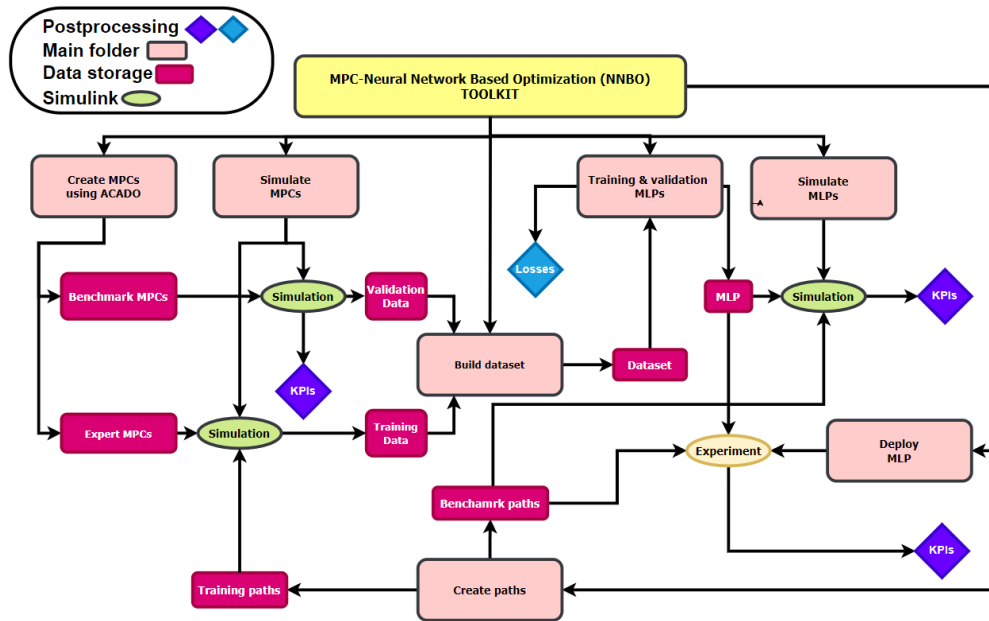 Postprocessing
Main folder
Data storage
Simulink
MPC-Neural Network Based Optimization (NNBO)
TOOLKIT
Create MPCs
using ACADO
Simulate
MPCs
Training & validation
MLPs
Simulate
MLPs
Losses
Benchmark MPCs
Simulation
Validation
Data
MLP
Simulation
KPIs
Build dataset
Dataset
KPIs
Expert MPCs
Simulation
Training
Data
Experiment
Deploy
MLP
Benchamrk paths
KPIs
Training paths
Create paths